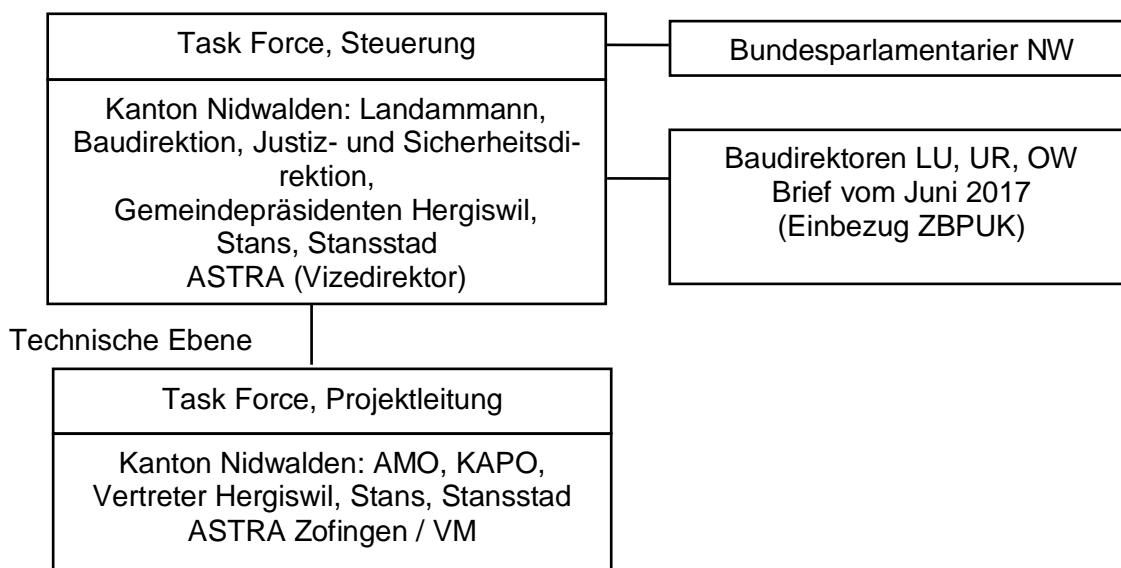 Task Force, Steuerung
Kanton Nidwalden: Landammann,
Baudirektion, Justiz- und Sicherheitsdi-
rektion,
Gemeindepräsidenten Hergiswil,
Stans, Stansstad
ASTRA (Vizedirektor)
Bundesparlamentarier NW
Baudirektoren LU, UR, OW
Brief vom Juni 2017
(Einbezug ZBPUK)
Technische Ebene
Task Force, Projektleitung
Kanton Nidwalden: AMO, KAPO,
Vertreter Hergiswil, Stans, Stansstad
ASTRA Zofingen / VM